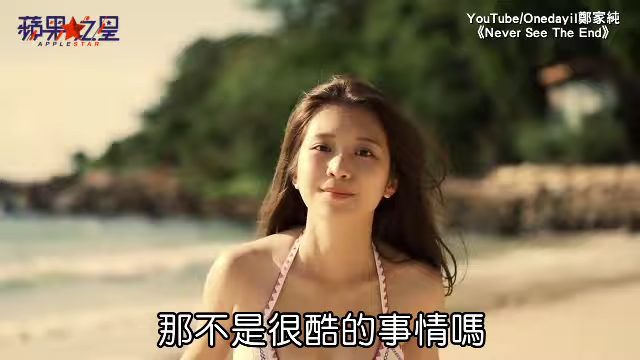 蘋果之星
APPLESTAR
YouTube/Onedayil鄭家純
《Never See The End》
那不是很酷的事情嗎